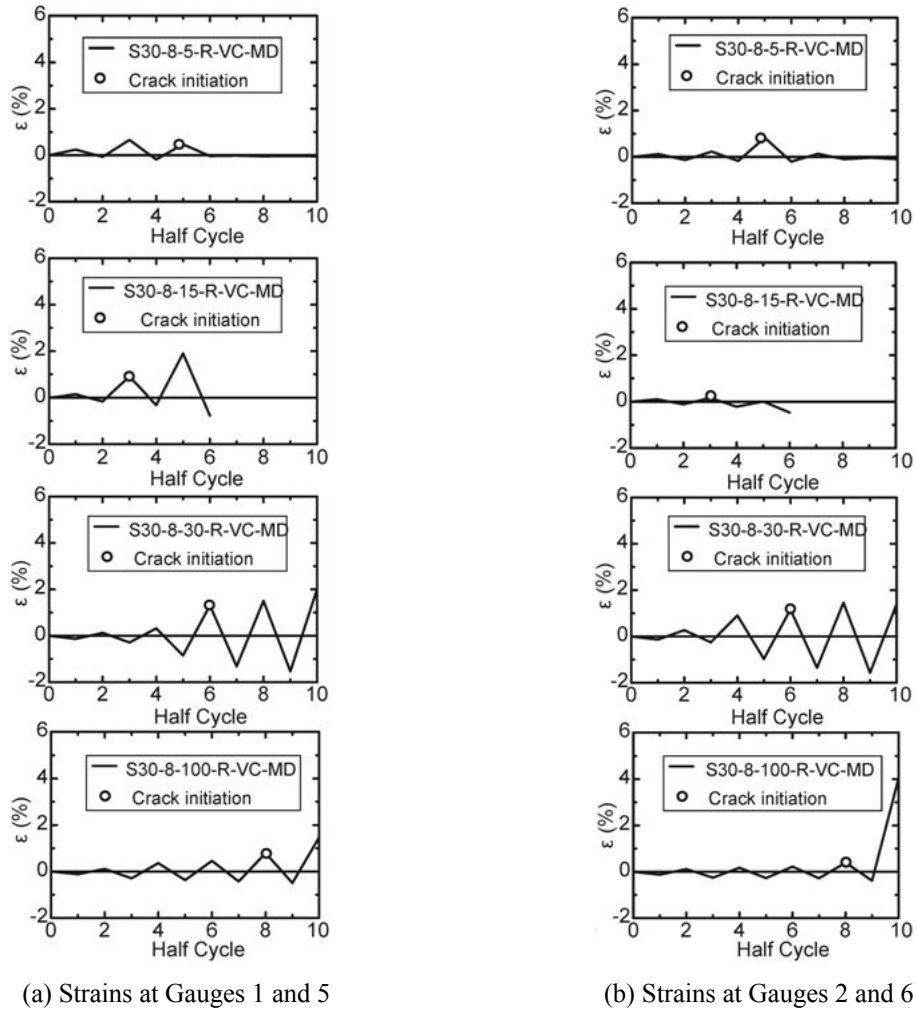 6
4
2
0
-2
ε (%)
S30-8-5-R-VC-MD
Crack initiation
0 2 4 6 8 10
Half Cycle
6
4
2
0
-2
ε (%)
S30-8-5-R-VC-MD
Crack initiation
0 2 4 6 8 10
Half Cycle
6
4
2
0
-2
ε (%)
S30-8-15-R-VC-MD
Crack initiation
0 2 4 6 8 10
Half Cycle
6
4
2
0
-2
ε (%)
S30-8-15-R-VC-MD
Crack initiation
0 2 4 6 8 10
Half Cycle
6
4
2
0
-2
ε (%)
S30-8-30-R-VC-MD
Crack initiation
0 2 4 6 8 10
Half Cycle
6
4
2
0
-2
ε (%)
S30-8-30-R-VC-MD
Crack initiation
0 2 4 6 8 10
Half Cycle
6
4
2
0
-2
ε (%)
S30-8-100-R-VC-MD
Crack initiation
0 2 4 6 8 10
Half Cycle
6
4
2
0
-2
ε (%)
S30-8-100-R-VC-MD
Crack initiation
0 2 4 6 8 10
Half Cycle
(a) Strains at Gauges 1 and 5
(b) Strains at Gauges 2 and 6